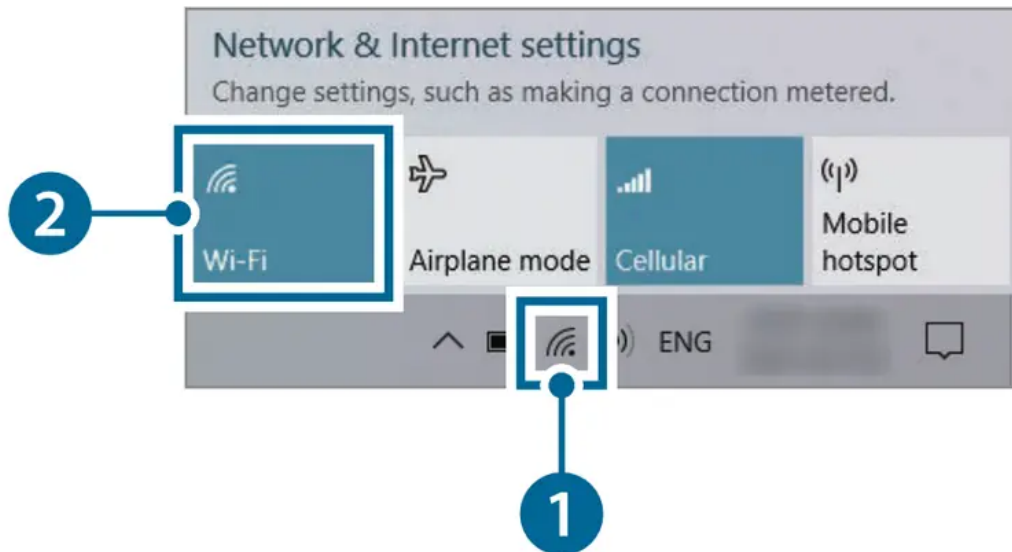 Network & Internet settings
Change settings, such as making a connection metered.
2
Wi-Fi
Airplane mode
Cellular
Mobile
hotspot
ENG
1